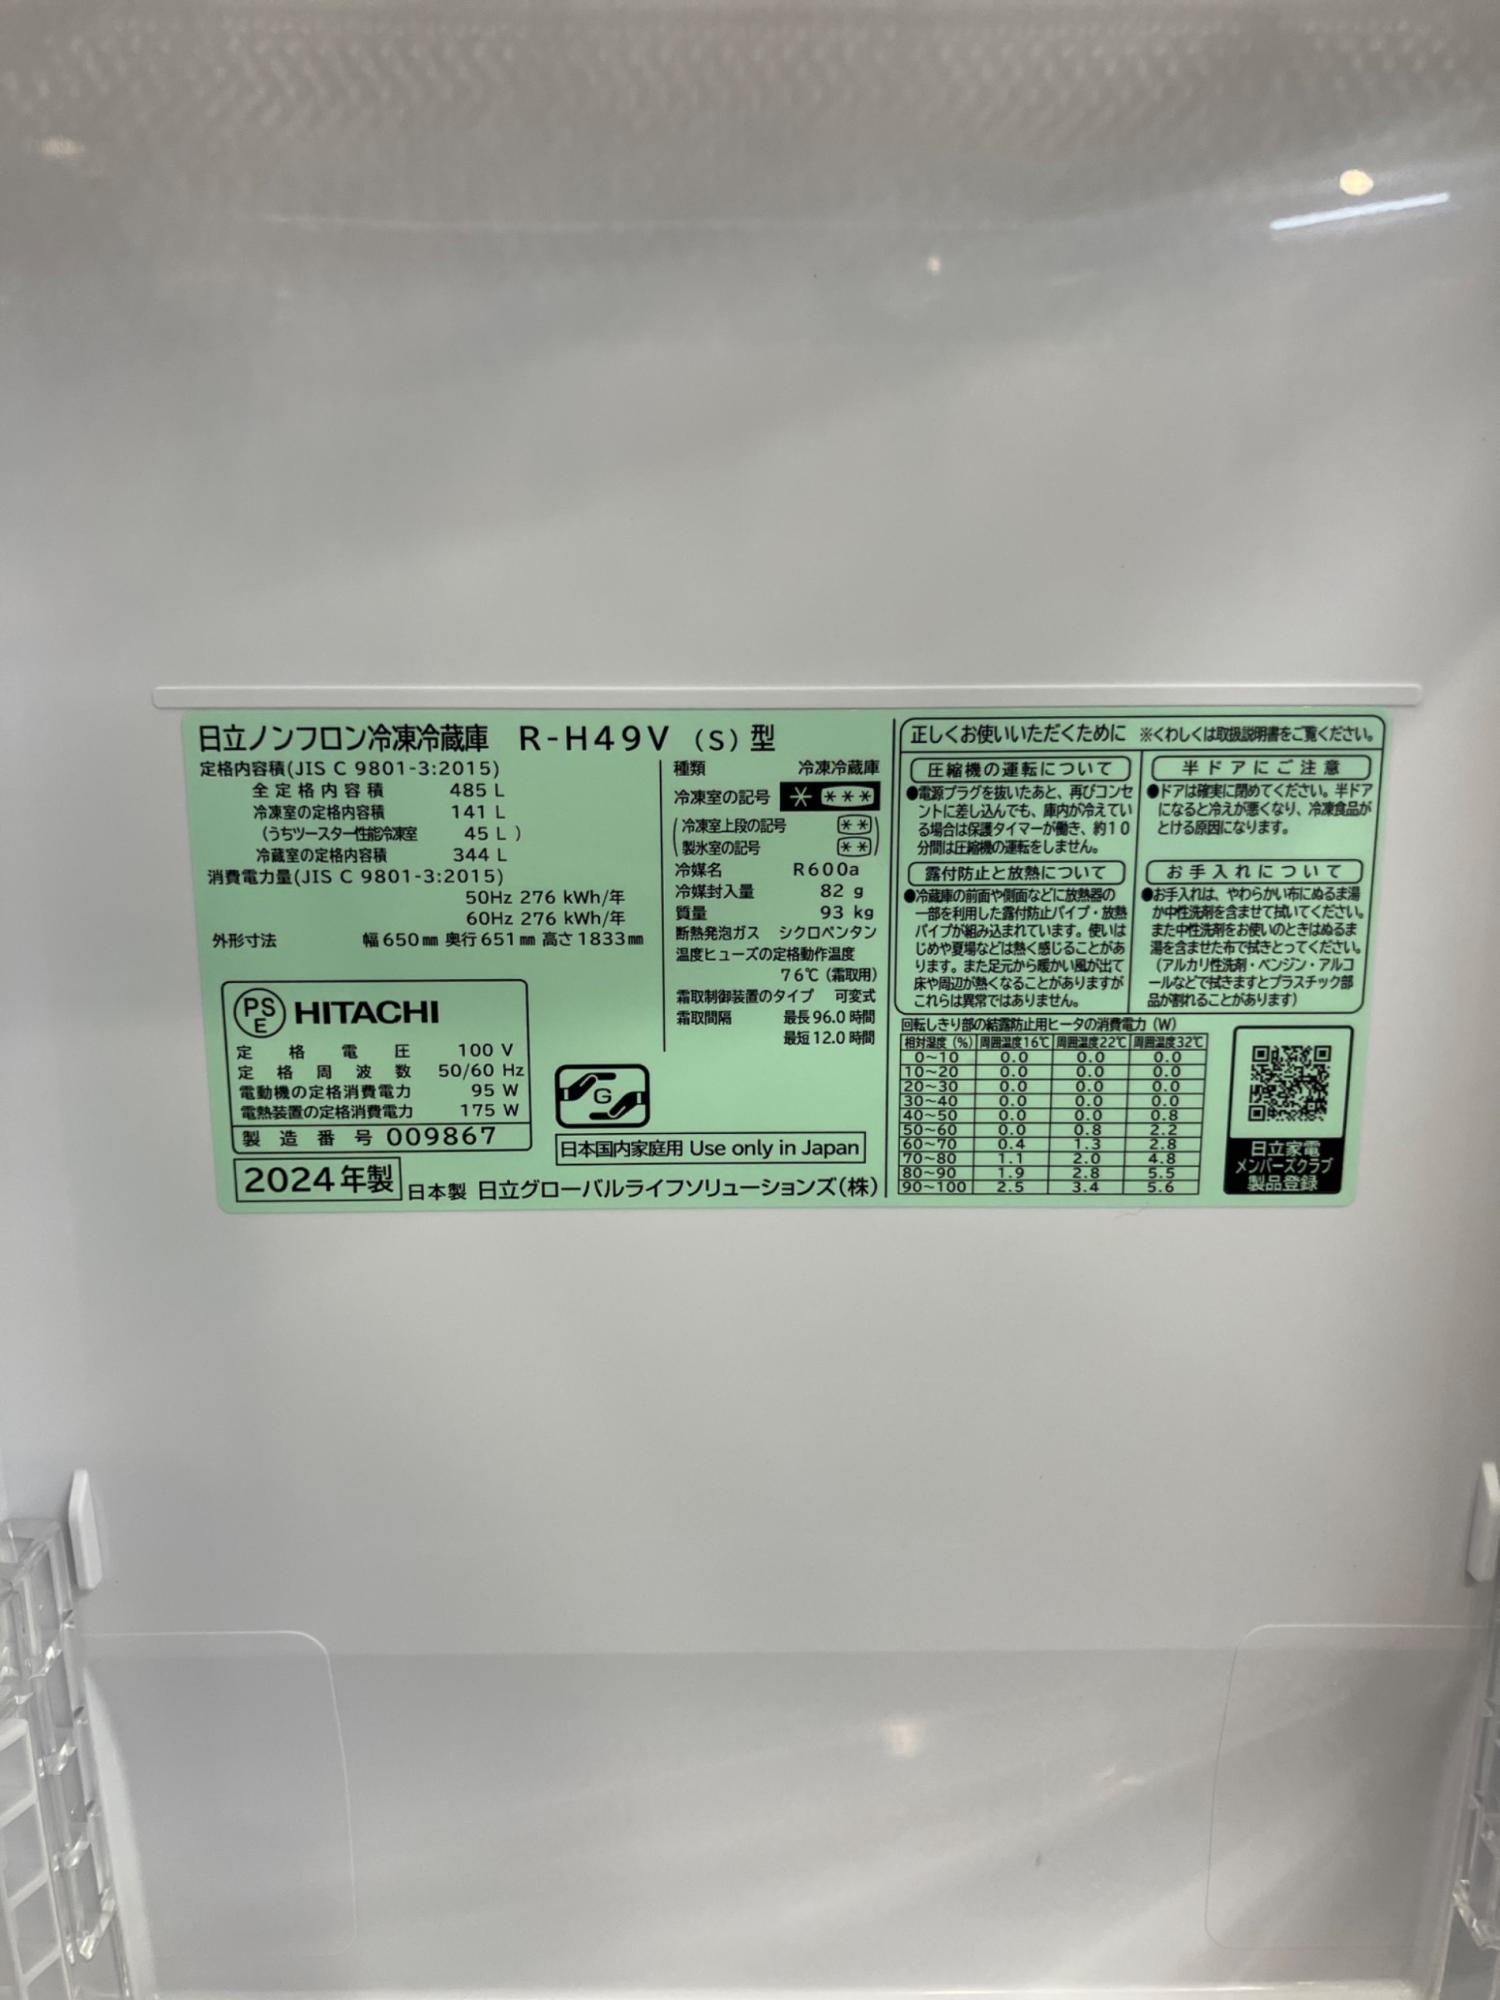 日立ノンフロン冷凍冷蔵庫 R-H49V (S) 型
定格内容積(JIS C 9801-3:2015)
全定格内容積 485 L
冷凍室の定格内容積 141 L
(うちツースター性能冷凍室 45 L )
冷蔵室の定格内容積 344 L
消費電力量(JIS C 9801-3:2015)
50Hz 276 kWh/年
60Hz 276 kWh/年
外形寸法 幅 650㎜ 奥行 651㎜ 高さ 1833㎜
PS
E
HITACHI
定格電圧 100 V
定格周波数 50/60 Hz
電動機の定格消費電力 95 W
電熱装置の定格消費電力 175 W
製造番号 009867
2024年製
日本製 日立グローバルライフソリューションズ(株)
種類 冷凍冷蔵庫
冷凍室の記号 * ***
冷凍室上段の記号 **
製氷室の記号 **
冷媒名 R600a
冷媒封入量 82 g
質量 93 kg
断熱発泡ガス シクロペンタン
温度ヒューズの定格動作温度
76℃ (霜取用)
霜取制御装置のタイプ 可変式
霜取間隔 最長 96.0 時間
最短 12.0 時間
G
日本国内家庭用 Use only in Japan
正しくお使いいただくために ※くわしくは取扱説明書をご覧ください。
圧縮機の運転について
●電源プラグを抜いたあと、再びコンセ
ントに差し込んでも、庫内が冷えてい
る場合は保護タイマーが働き、約10
分間は圧縮機の運転をしません。
露付防止と放熱について
●冷蔵庫の前面や側面などに放熱器の
一部を利用した露付防止パイプ・放熱
パイプが組み込まれています。使いは
じめや夏場などは熱く感じることがあ
ります。また足元から暖かい風が出て
床や周辺が熱くなることがありますが
これらは異常ではありません。
半ドアにご注意
●ドアは確実に閉めてください。半ドア
になると冷えが悪くなり、冷凍食品が
とける原因になります。
お手入れについて
●お手入れは、やわらかい布にぬるま湯
か中性洗剤を含ませて拭いてください。
また中性洗剤をお使いのときはぬるま
湯を含ませた布で拭きとってください。
(アルカリ性洗剤・ベンジン・アルコ
ールなどで拭きますとプラスチック部
品が割れることがあります)
回転しきり部の結露防止用ヒータの消費電力 (W)
相対湿度 (%) 周囲温度16℃ 周囲温度22℃ 周囲温度32℃
0~10 0.0 0.0 0.0
10~20 0.0 0.0 0.0
20~30 0.0 0.0 0.0
30~40 0.0 0.0 0.0
40~50 0.0 0.0 0.8
50~60 0.0 0.8 2.2
60~70 0.4 1.3 2.8
70~80 1.1 2.0 4.8
80~90 1.9 2.8 5.5
90~100 2.5 3.4 5.6
日立家電
メンバーズクラブ
製品登録